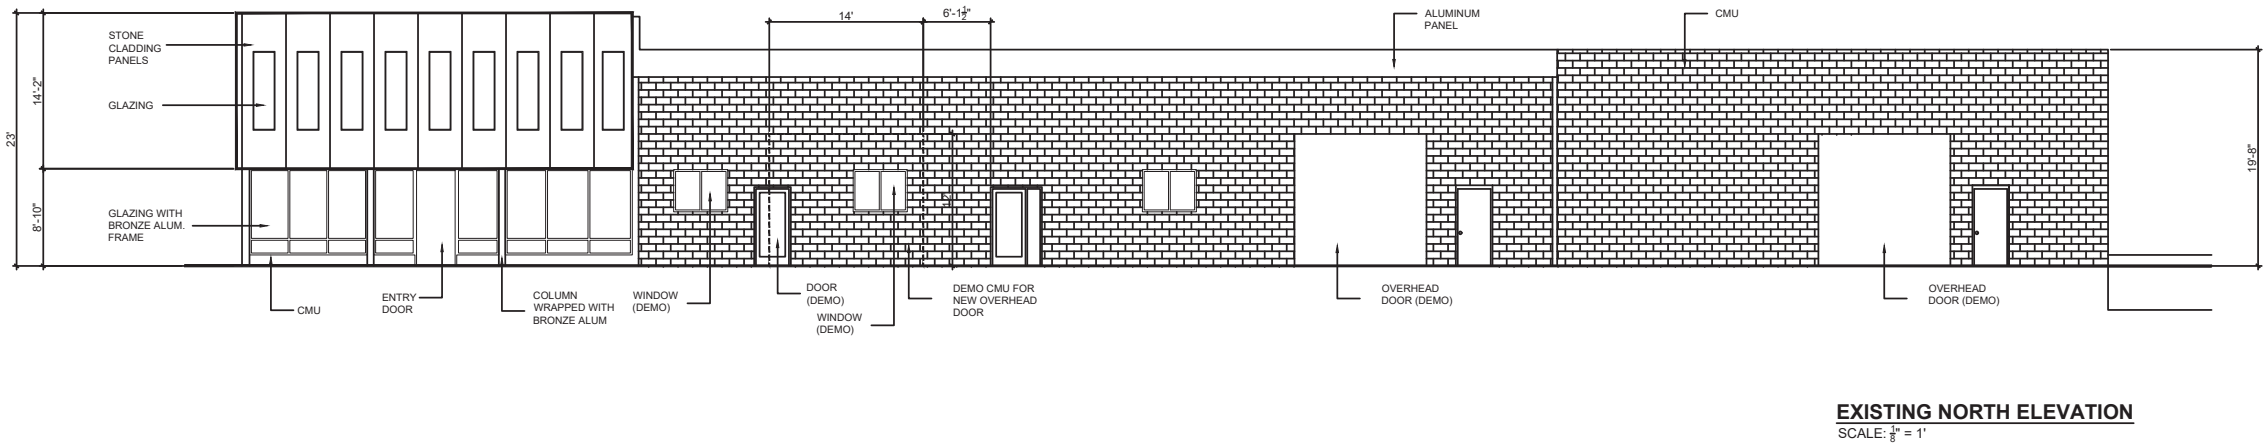 14'
6'-1½"
ALUMINUM
PANEL
CMU
STONE
CLADDING
PANELS
GLAZING
14'-2"
23'
8'-10"
19'-8"
12'
GLAZING WITH
BRONZE ALUM.
FRAME
CMU
ENTRY
DOOR
COLUMN
WRAPPED WITH
BRONZE ALUM
WINDOW
(DEMO)
DOOR
(DEMO)
WINDOW
(DEMO)
DEMO CMU FOR
NEW OVERHEAD
DOOR
OVERHEAD
DOOR (DEMO)
OVERHEAD
DOOR (DEMO)
EXISTING NORTH ELEVATION
SCALE: ⅛" = 1'